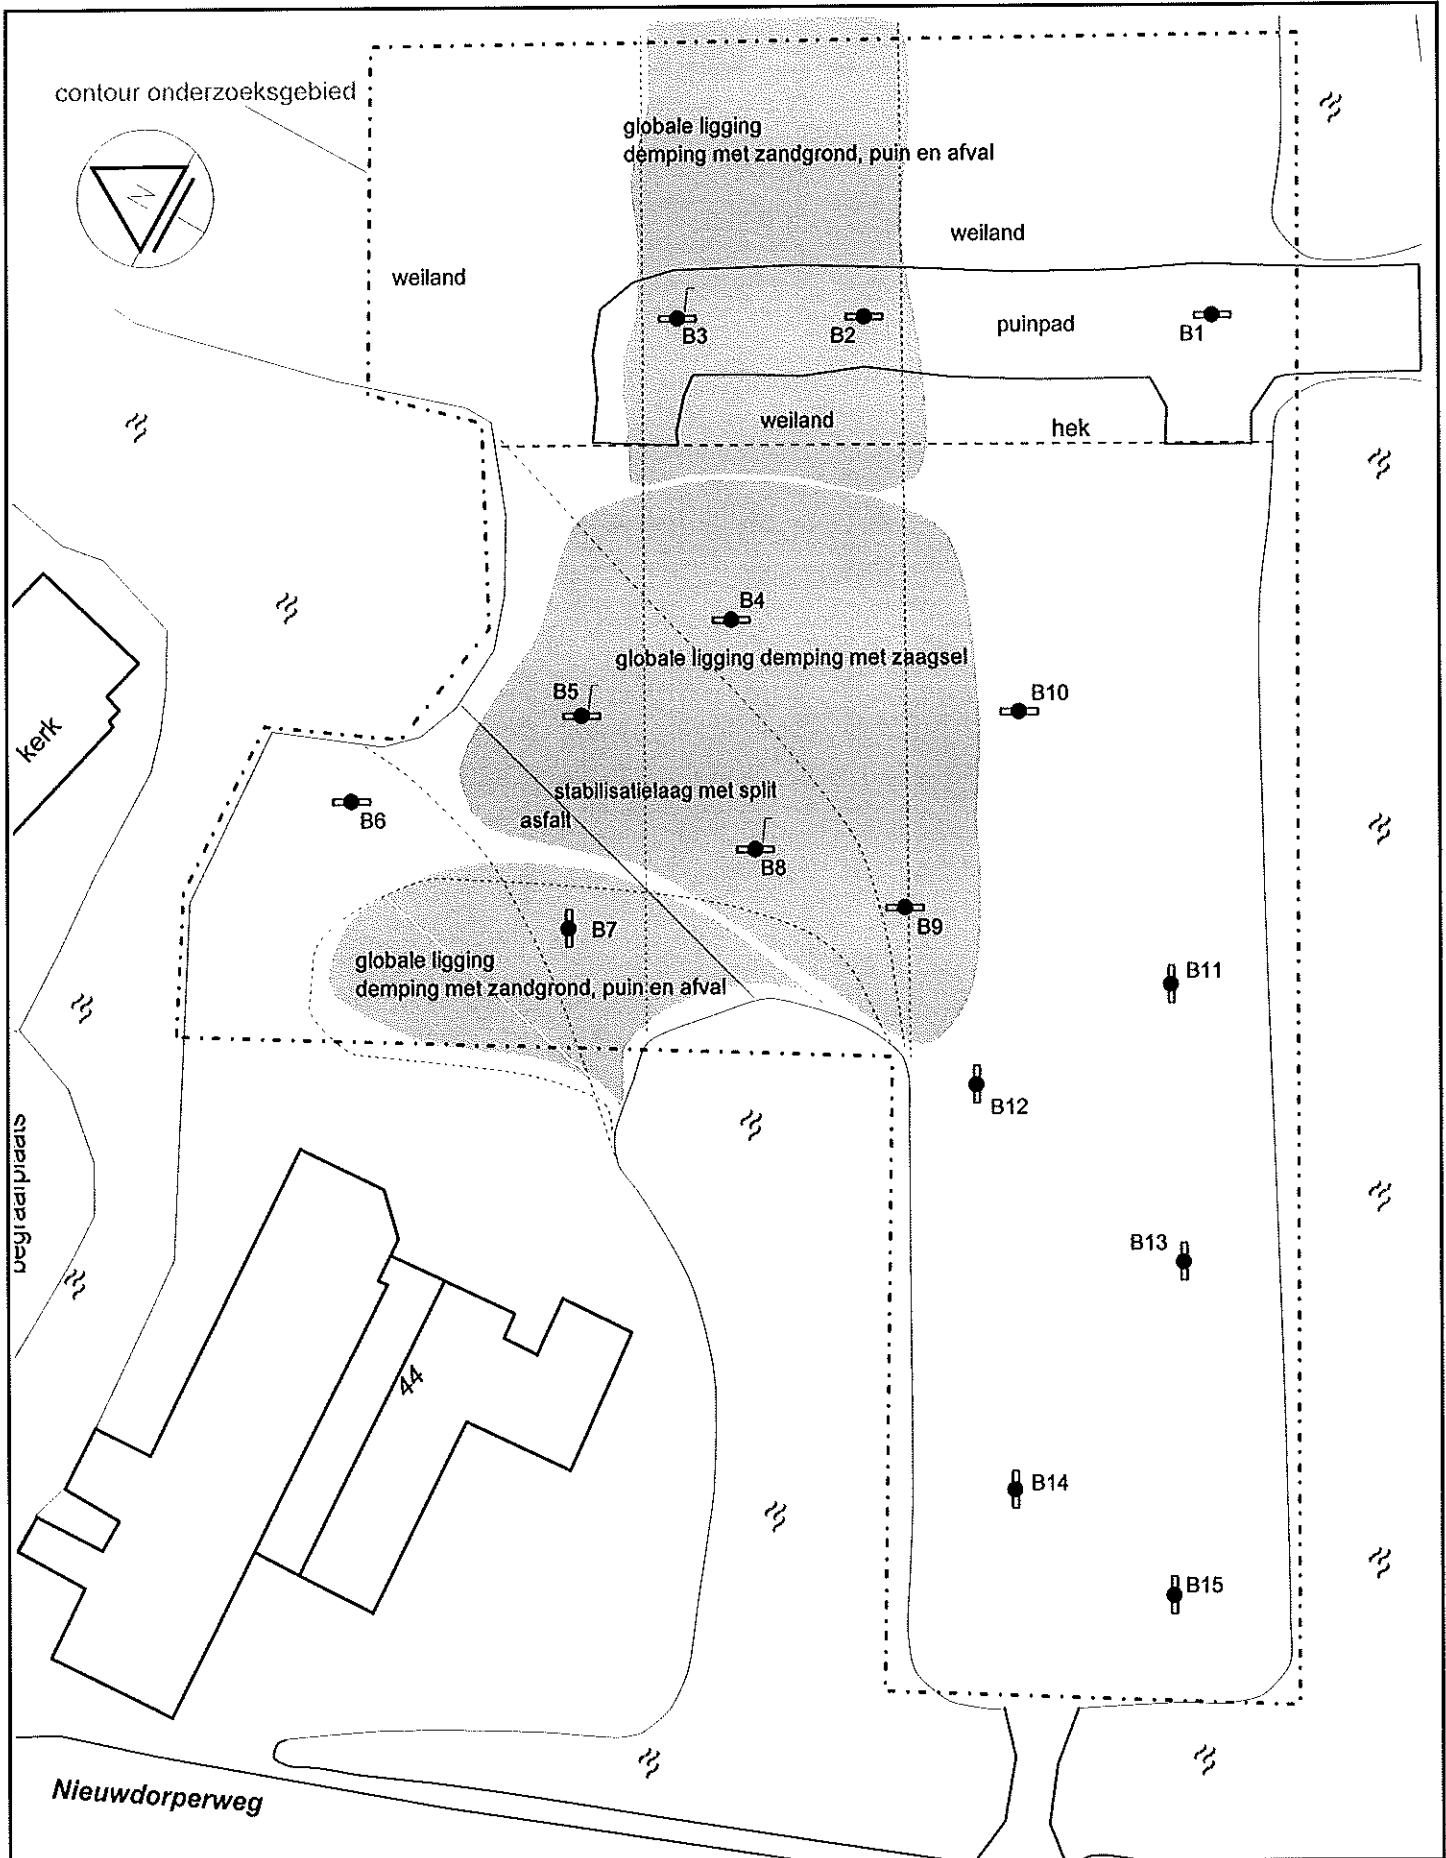 contour onderzoeksgebied
globale ligging
demping met zandgrond, puin en afval
N
weiland
weiland
B3
B2
puinpad
B1
weiland
hek
B4
globale ligging demping met zaagsel
B5
B10
kerk
stabilisatielaag met split
asfalt
B6
B8
B7
B9
globale ligging
demping met zandgrond, puin en afval
B11
B12
begraafplaats
B13
44
B14
B15
Nieuwdorperweg